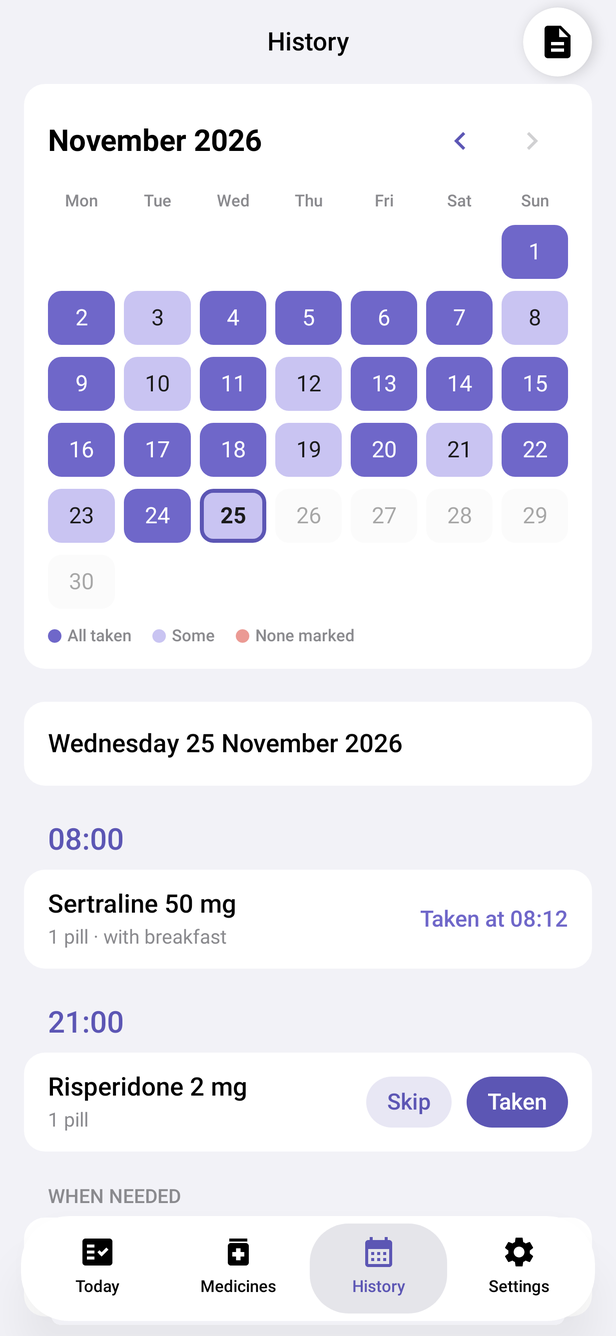 History
November 2026
Mon Tue Wed Thu Fri Sat Sun
1
2 3 4 5 6 7 8
9 10 11 12 13 14 15
16 17 18 19 20 21 22
23 24 25 26 27 28 29
30
All taken Some None marked
Wednesday 25 November 2026
08:00
Sertraline 50 mg
1 pill · with breakfast
Taken at 08:12
21:00
Risperidone 2 mg
1 pill
Skip Taken
WHEN NEEDED
Today Medicines History Settings